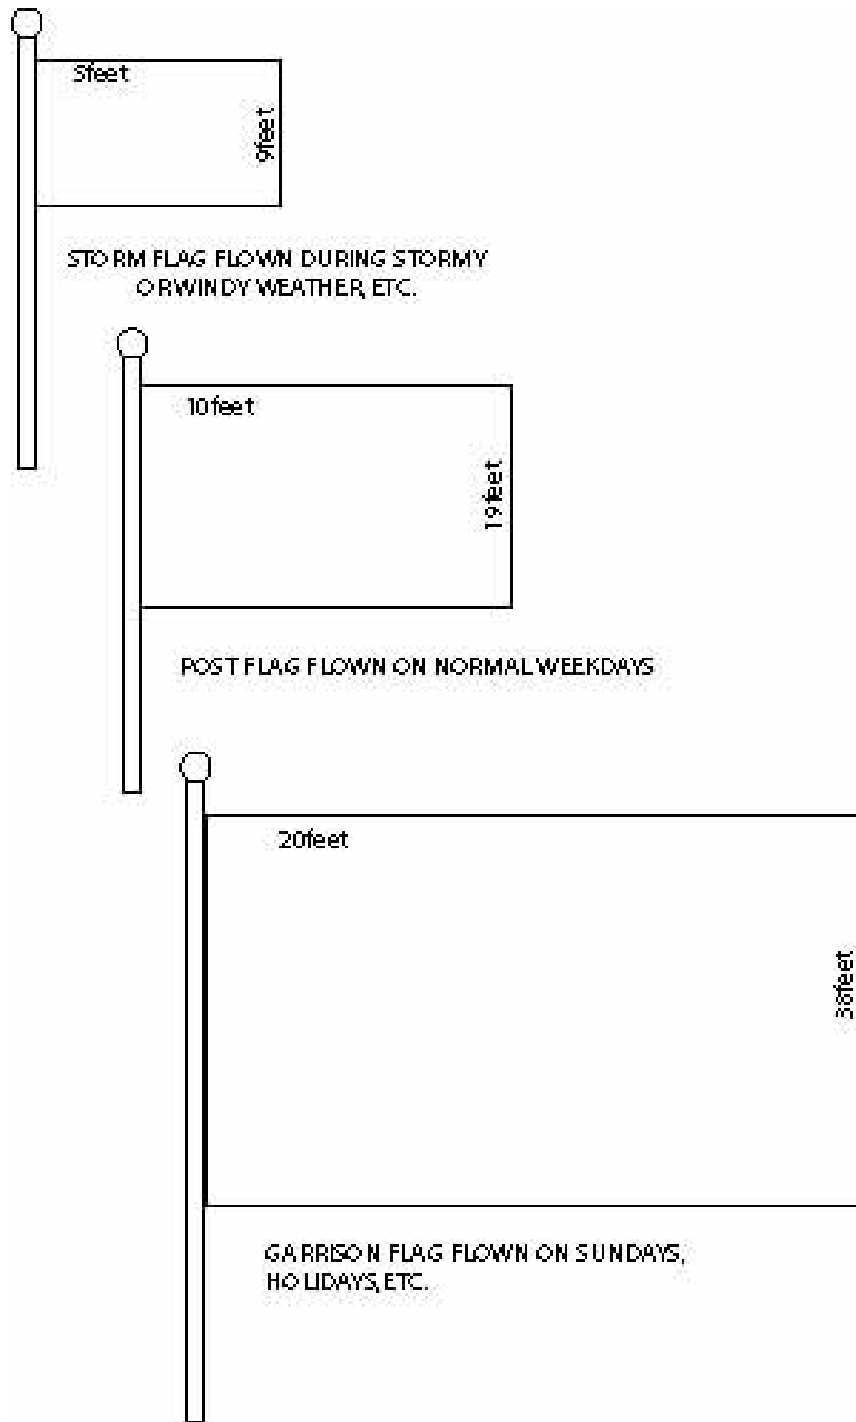 5feet
9feet
STORM FLAG FLOWN DURING STORMY
OR WINDY WEATHER, ETC.
10feet
19feet
POST FLAG FLOWN ON NORMAL WEEKDAYS
20feet
38feet
GARRISON FLAG FLOWN ON SUNDAYS,
HOLIDAYS, ETC.